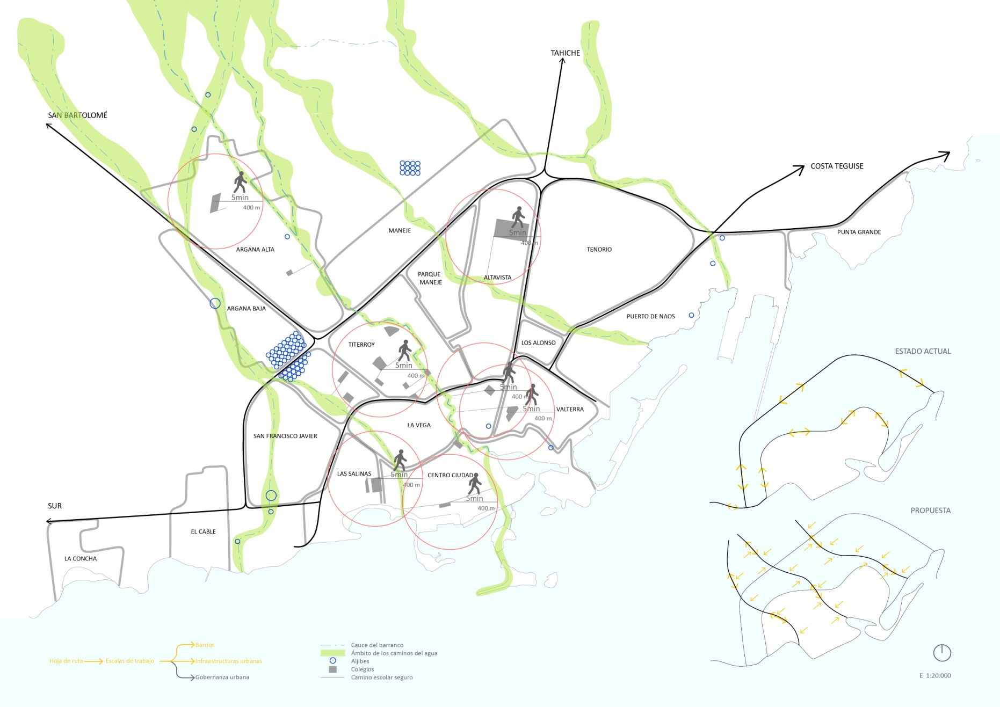 TAHICHE
SAN BARTOLOMÉ
COSTA TEGUISE
5min
400 m
MANEJE
5min
400 m
PUNTA GRANDE
ARGANA ALTA
TENORIO
PARQUE
MANEJE
ALTAVISTA
ARGANA BAJA
PUERTO DE NAOS
TITERROY
LOS ALONSO
5min
400 m
ESTADO ACTUAL
5min
400 m
5min
400 m
VALTERRA
LA VEGA
SAN FRANCISCO JAVIER
LAS SALINAS
5min
400 m
CENTRO CIUDAD
5min
400 m
SUR
PROPUESTA
EL CABLE
LA CONCHA
Hoja de ruta
Escalas de trabajo
Barrios
Infraestructuras urbanas
Gobernanza urbana
Cauce del barranco
Ámbito de los caminos del agua
Aljibes
Colegios
Camino escolar seguro
E 1:20.000